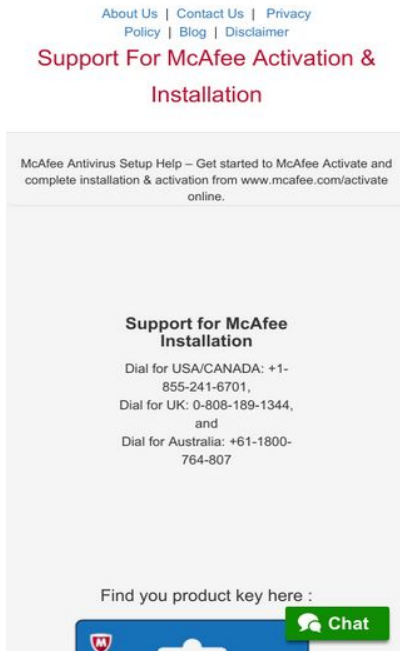 About Us | Contact Us | Privacy
Policy | Blog | Disclaimer
Support For McAfee Activation &
Installation
McAfee Antivirus Setup Help – Get started to McAfee Activate and
complete installation & activation from www.mcafee.com/activate
online.
Support for McAfee
Installation
Dial for USA/CANADA: +1-
855-241-6701,
Dial for UK: 0-808-189-1344,
and
Dial for Australia: +61-1800-
764-807
Find you product key here :
Chat